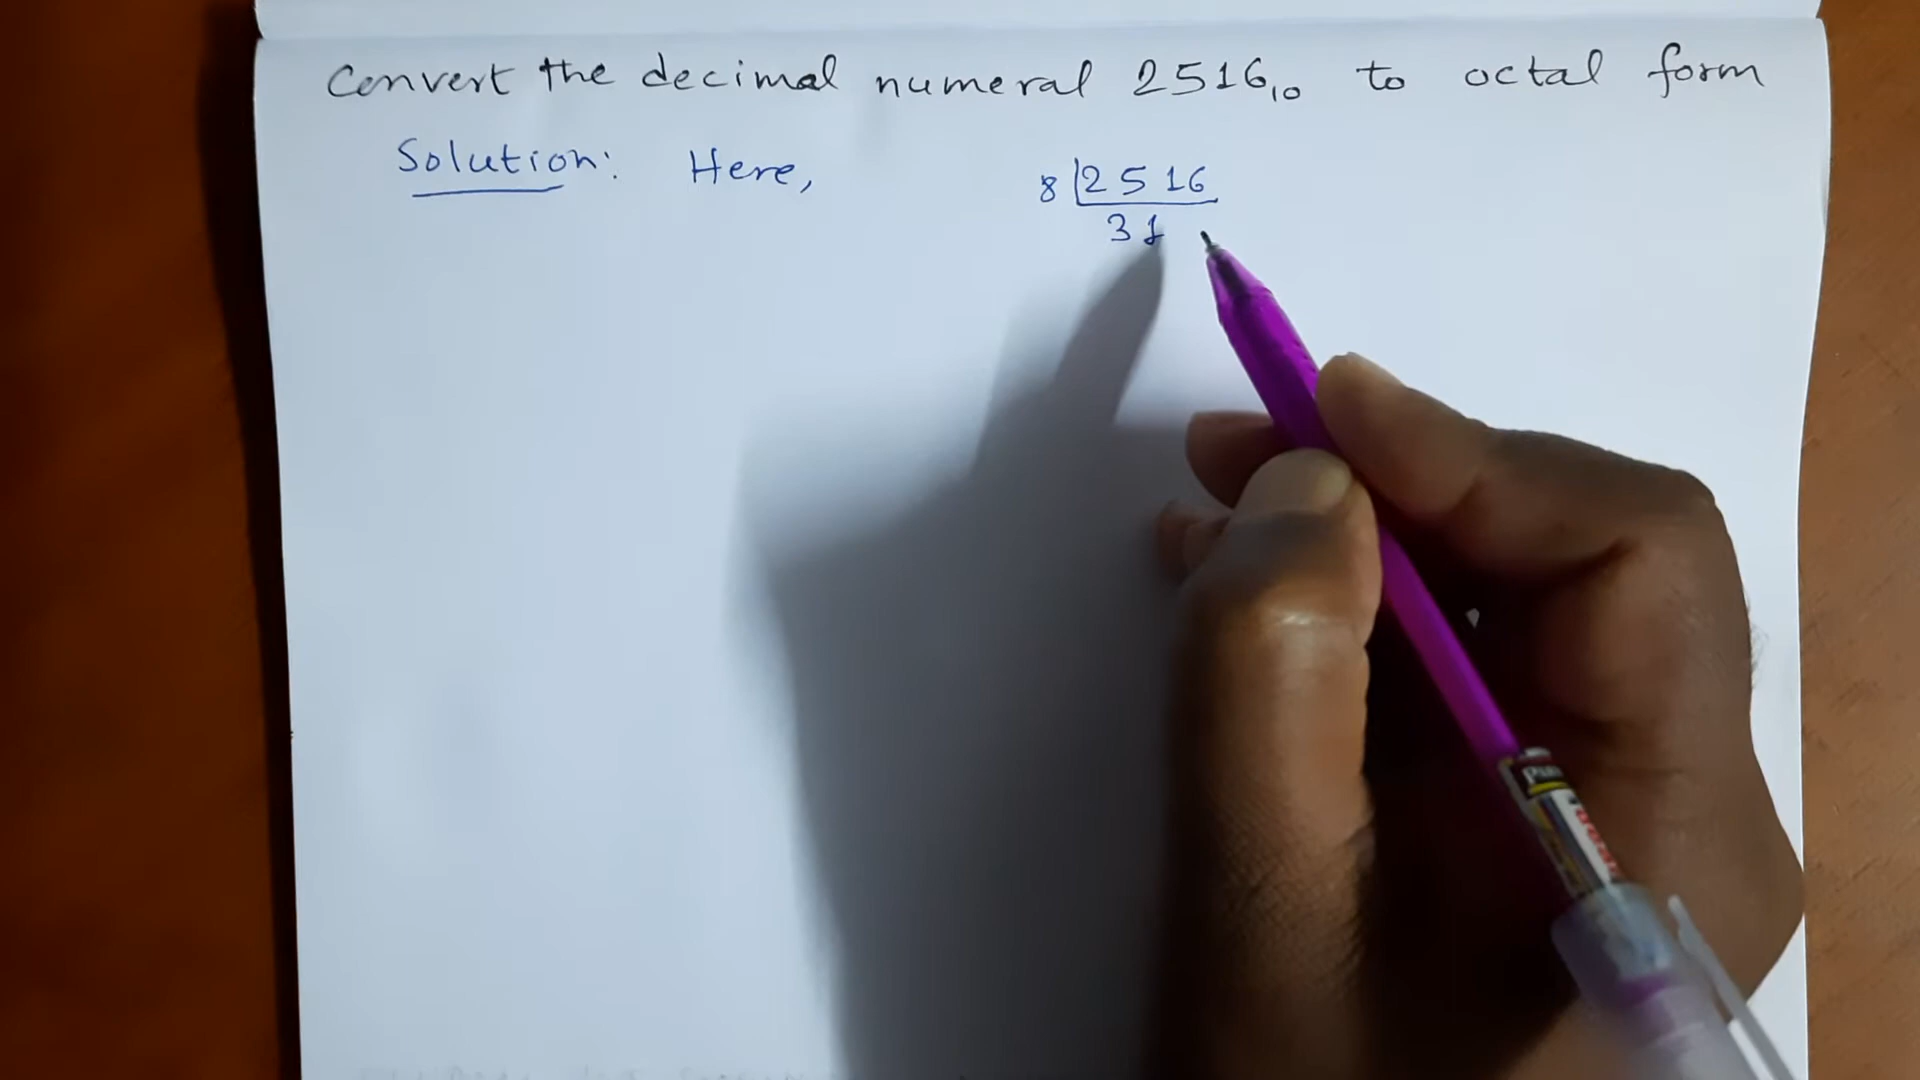 Convert the decimal numeral 2516₁₀ to octal form
Solution: Here,
8 2516
31